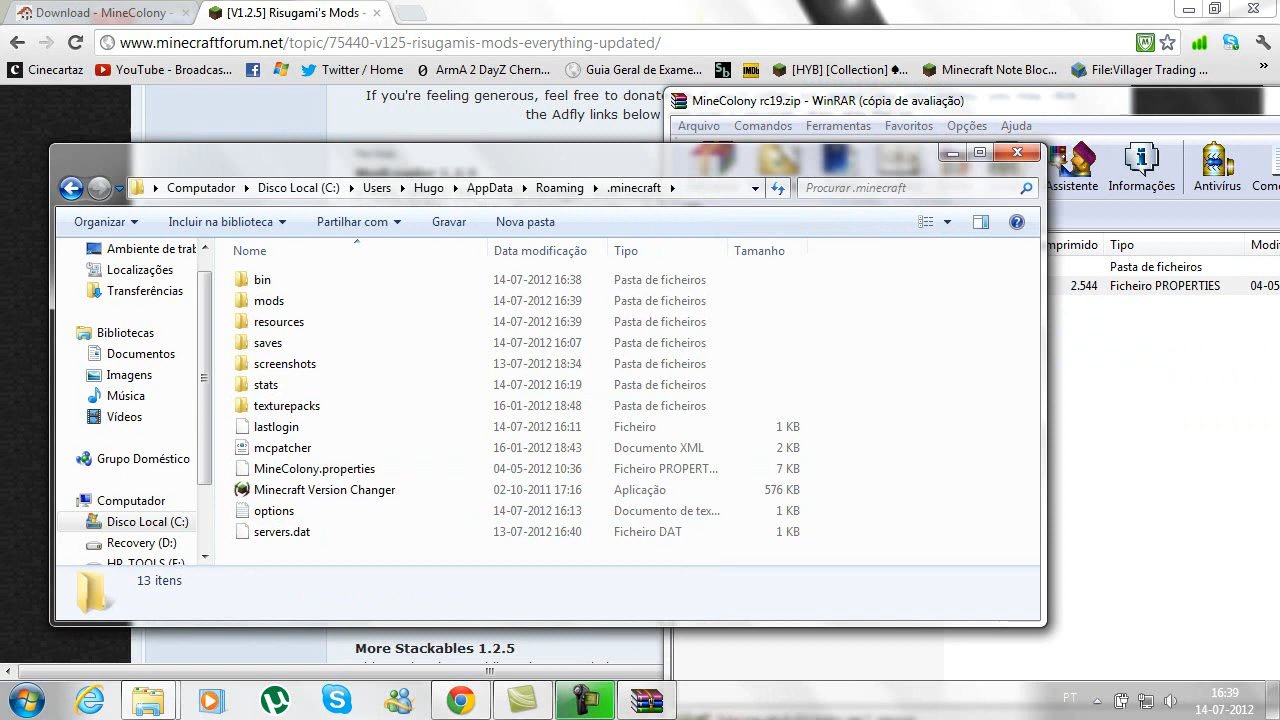 Download - MineColony -
[V1.2.5] Risugami's Mods -
www.minecraftforum.net/topic/75440-v125-risugamis-mods-everything-updated/
Cinecartaz
YouTube - Broadcas...
Twitter / Home
ArmA 2 DayZ Chern...
Guia Geral de Exame...
[HYB] [Collection] ♠...
Minecraft Note Bloc...
File:Villager Trading ...
If you're feeling generous, feel free to donat
the Adfly links below
MineColony rc19.zip - WinRAR (cópia de avaliação)
Arquivo Comandos Ferramentas Favoritos Opções Ajuda
Assistente Informações Antivírus Com
Computador Disco Local (C:) Users Hugo AppData Roaming .minecraft
Procurar .minecraft
Organizar Incluir na biblioteca Partilhar com Gravar Nova pasta
Nome Data modificação Tipo Tamanho
mprimido Tipo Modi
Pasta de ficheiros
2.544 Ficheiro PROPERTIES 04-05
Ambiente de tral
Localizações
Transferências
Bibliotecas
Documentos
Imagens
Música
Vídeos
Grupo Doméstico
Computador
Disco Local (C:)
Recovery (D:)
HP_TOOLS (E:)
bin 14-07-2012 16:38 Pasta de ficheiros
mods 14-07-2012 16:39 Pasta de ficheiros
resources 14-07-2012 16:39 Pasta de ficheiros
saves 14-07-2012 16:07 Pasta de ficheiros
screenshots 13-07-2012 18:34 Pasta de ficheiros
stats 14-07-2012 16:19 Pasta de ficheiros
texturepacks 16-01-2012 18:48 Pasta de ficheiros
lastlogin 14-07-2012 16:11 Ficheiro 1 KB
mcpatcher 16-01-2012 18:43 Documento XML 2 KB
MineColony.properties 04-05-2012 10:36 Ficheiro PROPERT... 7 KB
Minecraft Version Changer 02-10-2011 17:16 Aplicação 576 KB
options 14-07-2012 16:13 Documento de tex... 1 KB
servers.dat 13-07-2012 16:40 Ficheiro DAT 1 KB
13 itens
More Stackables 1.2.5
PT
16:39
14-07-2012